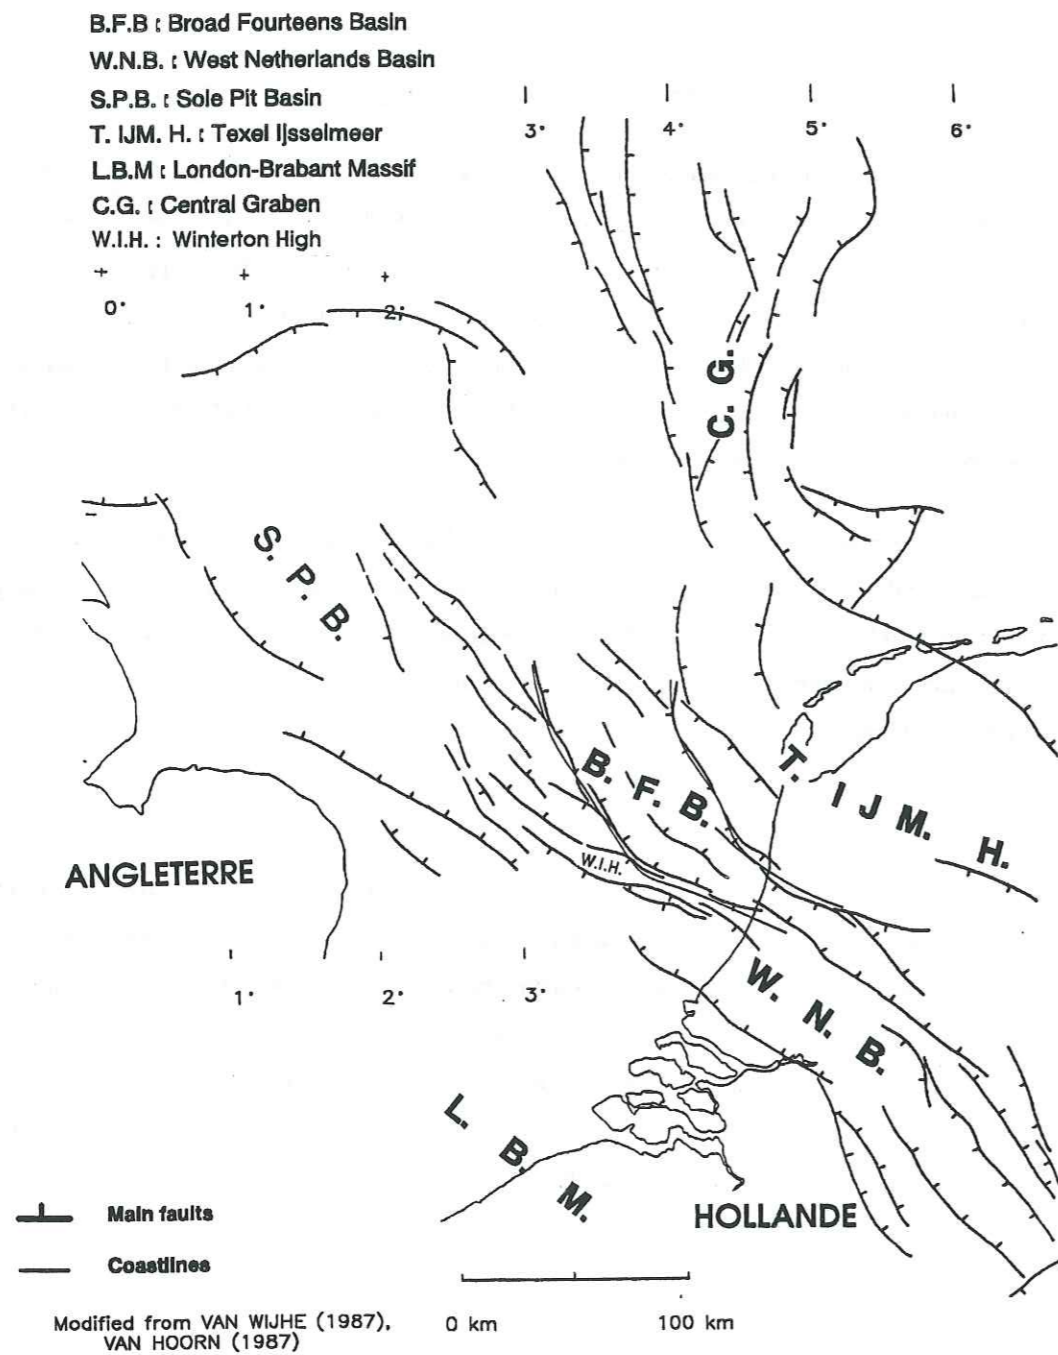 B.F.B : Broad Fourteens Basin
W.N.B. : West Netherlands Basin
S.P.B. : Sole Pit Basin
T. IJM. H. : Texel Ijsselmeer
L.B.M : London-Brabant Massif
C.G. : Central Graben
W.I.H. : Winterton High
3° 4° 5° 6°
0° 1° 2°
C. G.
S. P. B.
B. F. B.
T. I J M. H.
W.I.H.
ANGLETERRE
1° 2° 3°
W. N. B.
L. B. M.
HOLLANDE
Main faults
Coastlines
0 km 100 km
Modified from VAN WIJHE (1987),
VAN HOORN (1987)